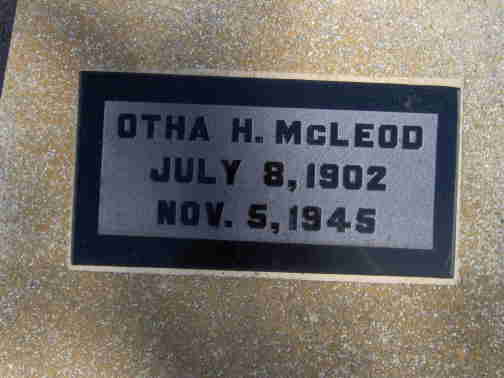 OTHA H. McLEOD
JULY 8, 1902
NOV. 5, 1945